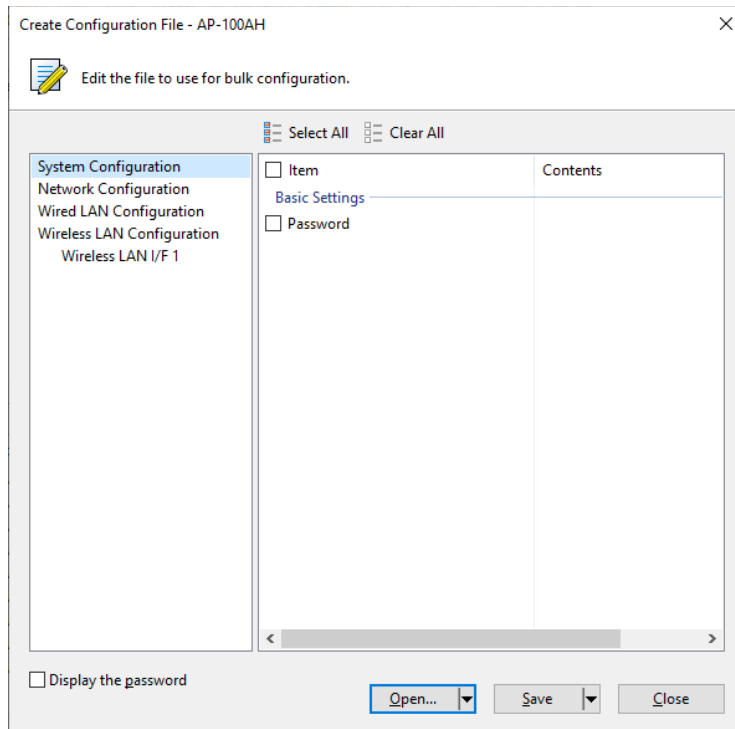 Create Configuration File - AP-100AH
Edit the file to use for bulk configuration.
Select All Clear All
System Configuration
Network Configuration
Wired LAN Configuration
Wireless LAN Configuration
Wireless LAN I/F 1
Item Contents
Basic Settings
Password
Display the password
Open... Save Close